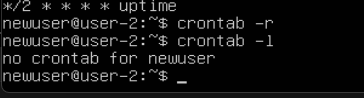 */2 * * * * uptime
newuser@user-2:~$ crontab -r
newuser@user-2:~$ crontab -l
no crontab for newuser
newuser@user-2:~$ _